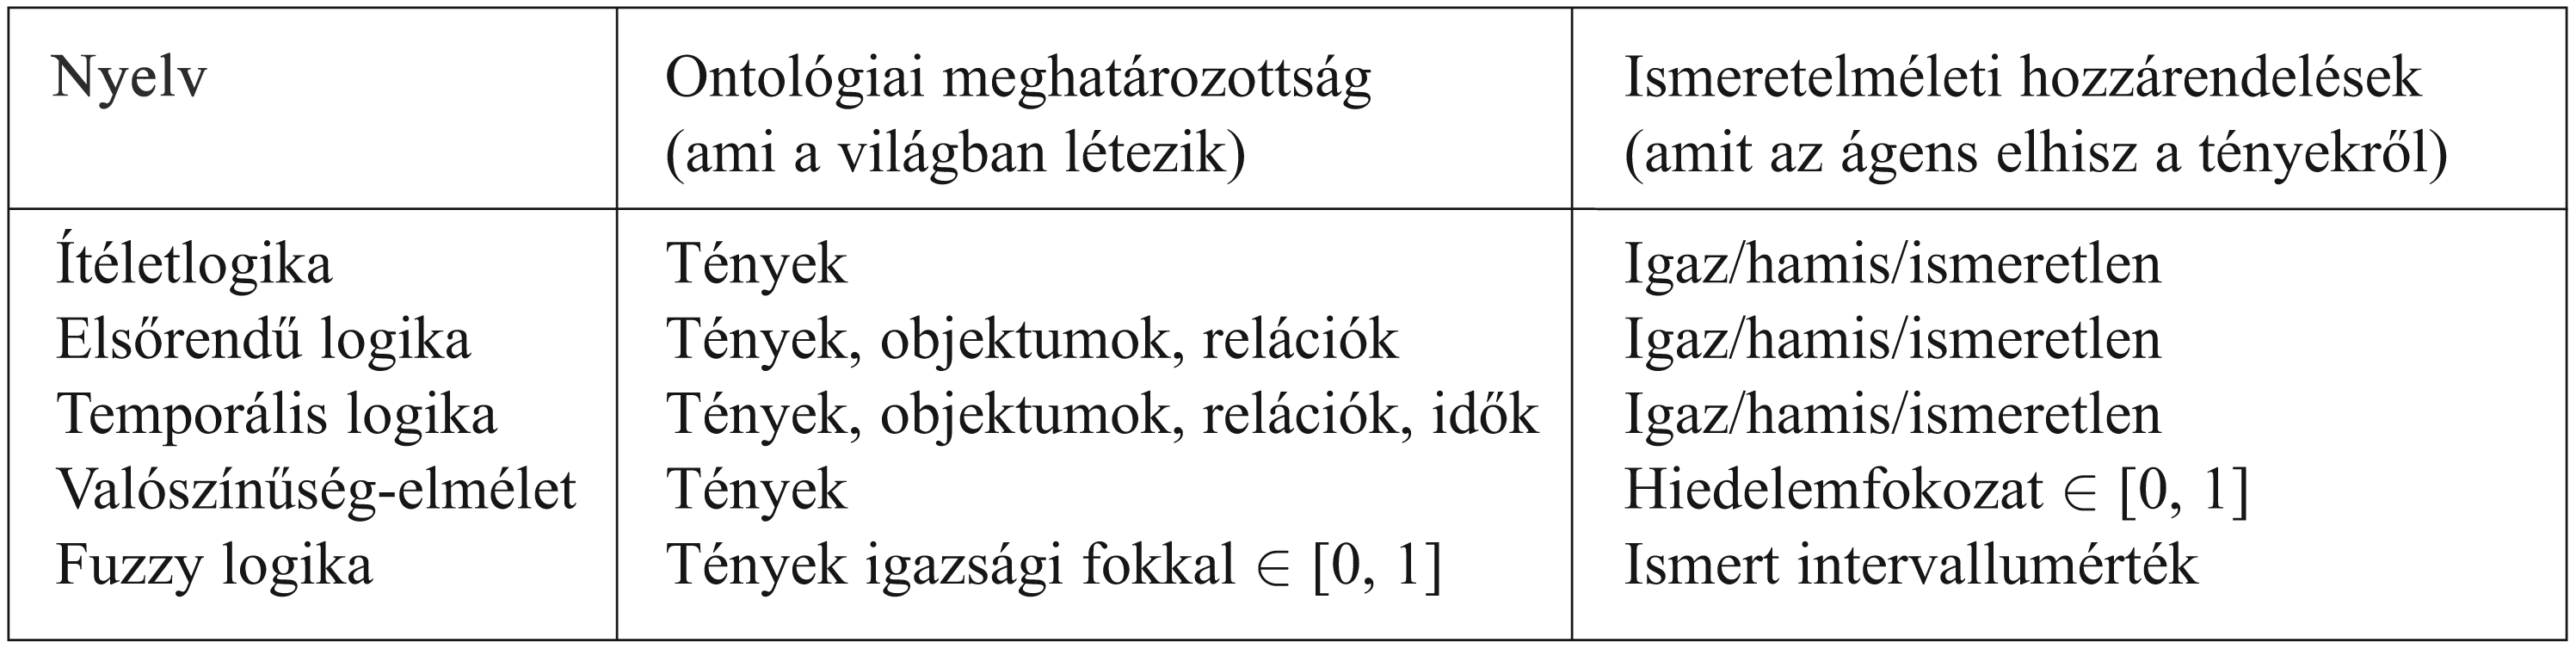 Nyelv
Ontológiai meghatározottság
(ami a világban létezik)
Ismeretelméleti hozzárendelések
(amit az ágens elhisz a tényekről)
Ítéletlogika Tények Igaz/hamis/ismeretlen
Elsőrendű logika Tények, objektumok, relációk Igaz/hamis/ismeretlen
Temporális logika Tények, objektumok, relációk, idők Igaz/hamis/ismeretlen
Valószínűség-elmélet Tények Hiedelemfokozat ∈ [0, 1]
Fuzzy logika Tények igazsági fokkal ∈ [0, 1] Ismert intervallumérték